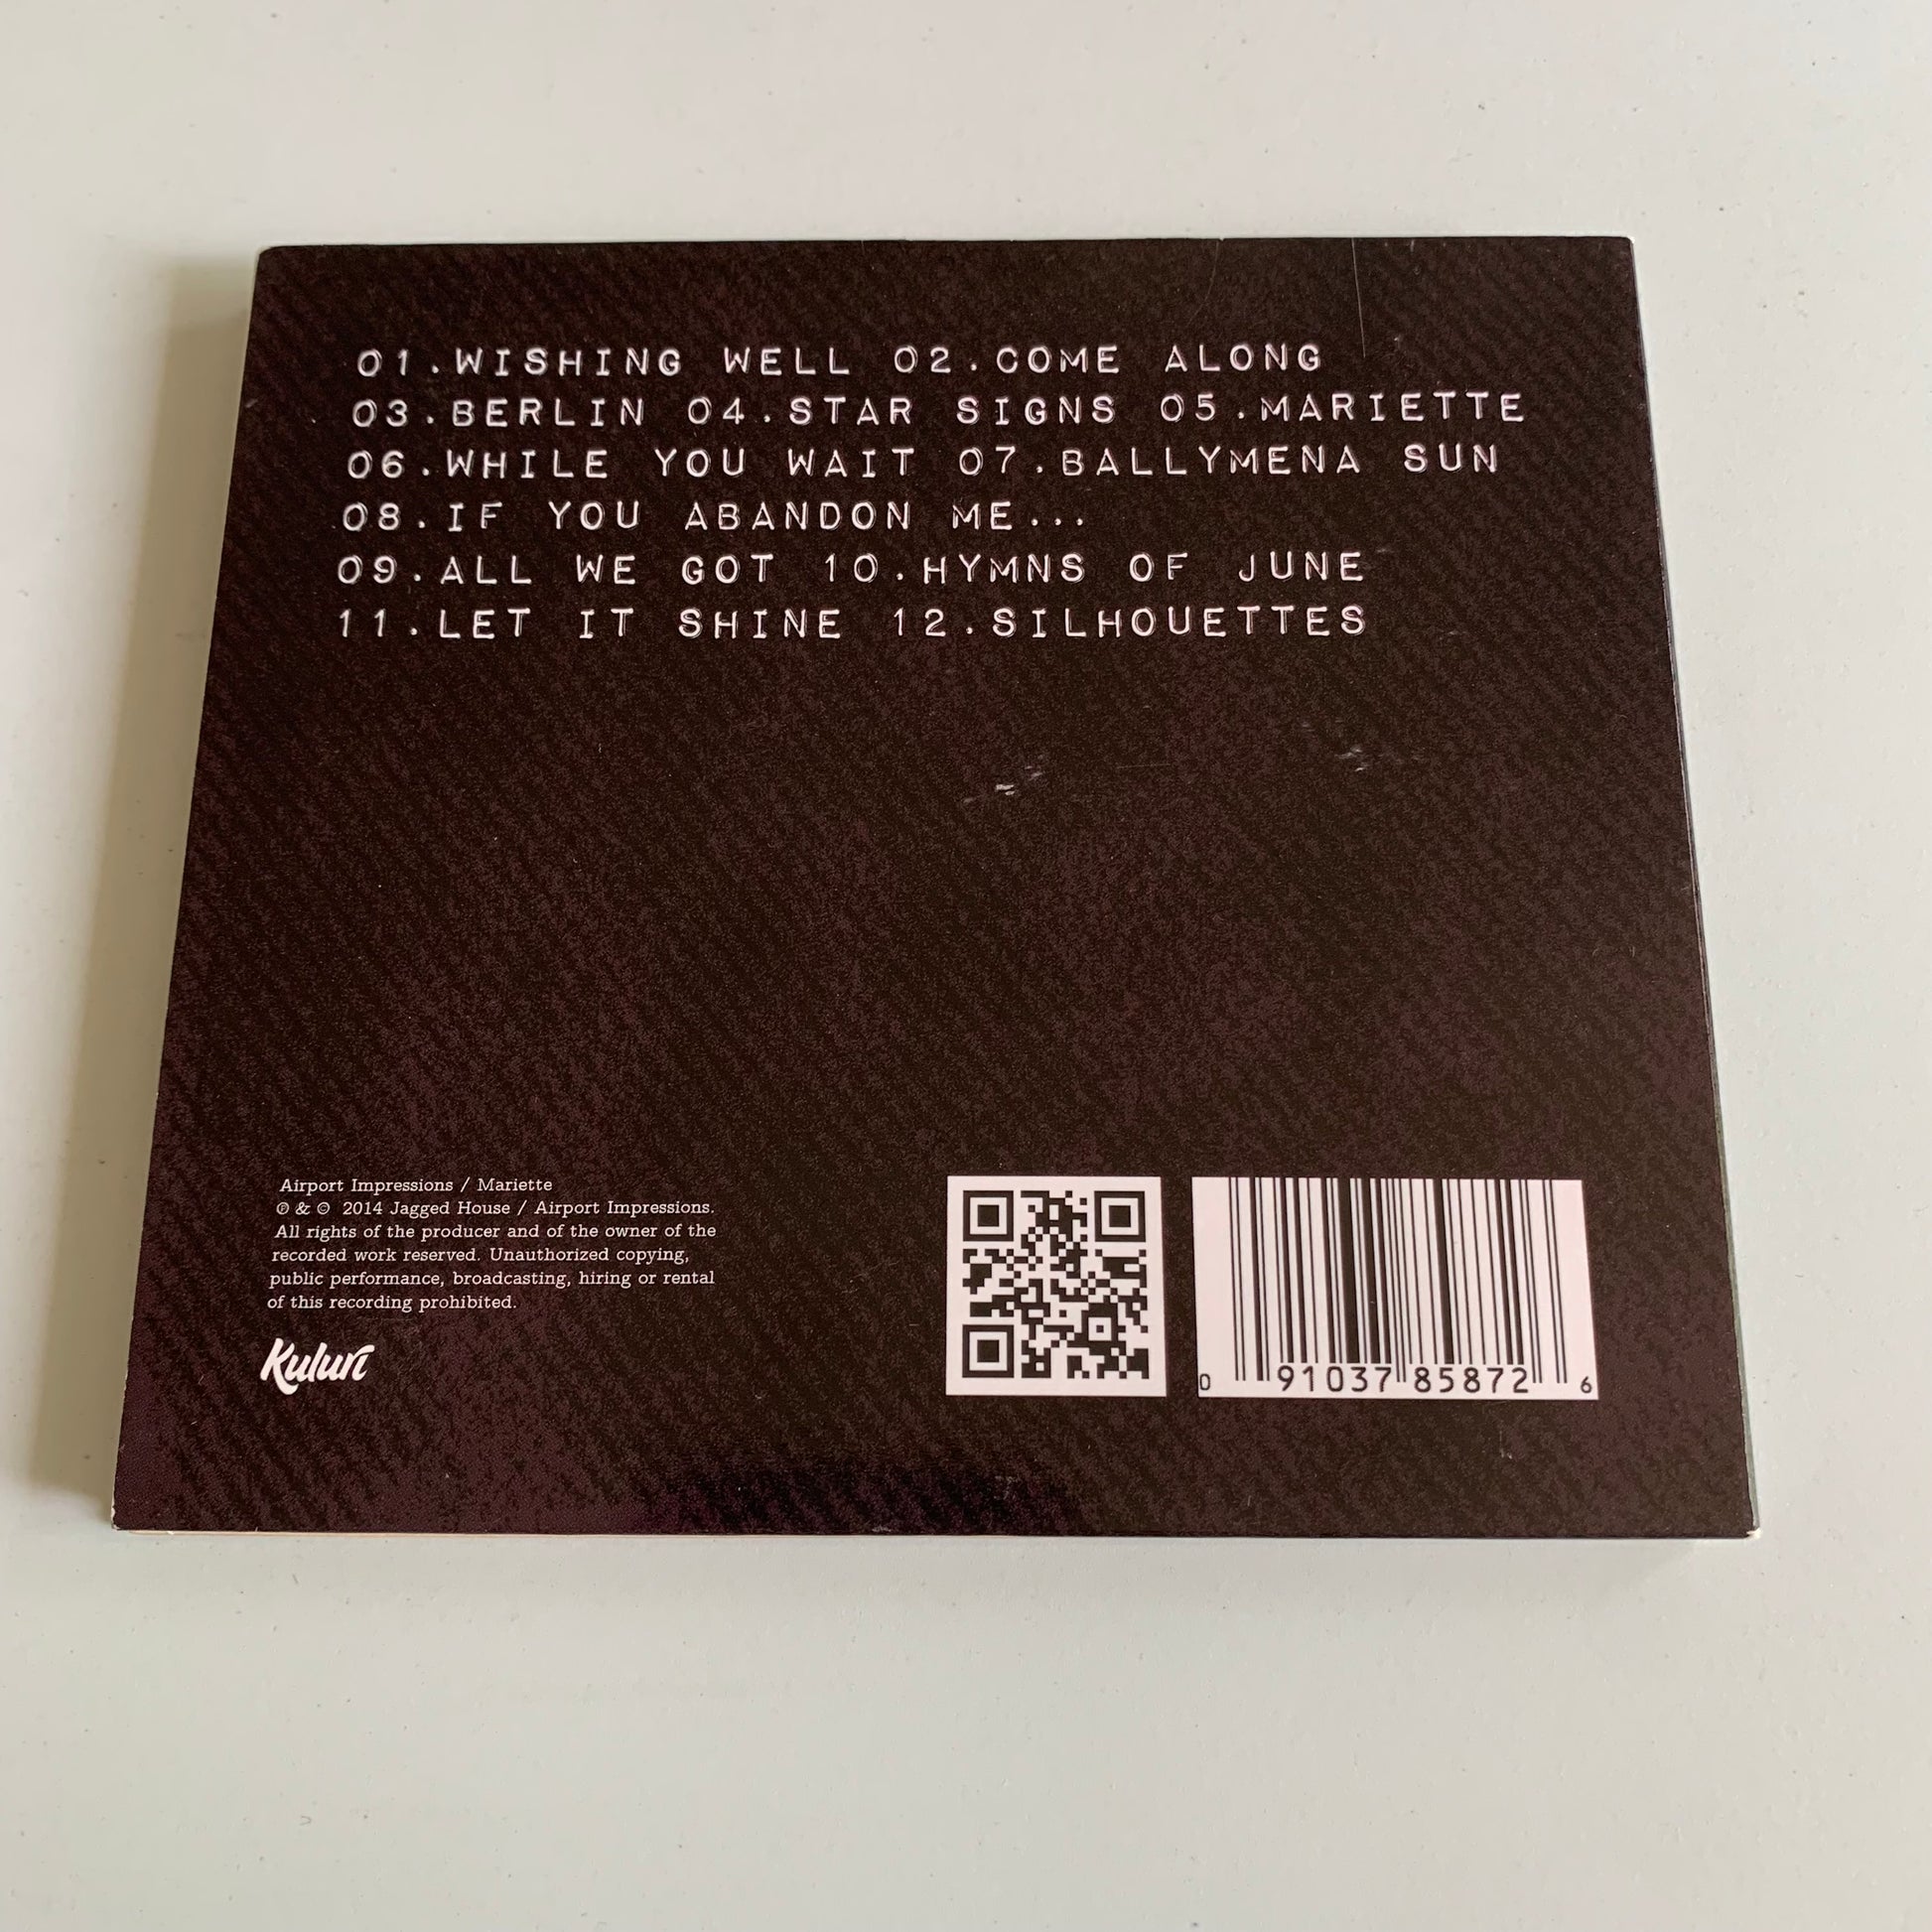 01.WISHING WELL 02.COME ALONG
03.BERLIN 04.STAR SIGNS 05.MARIETTE
06.WHILE YOU WAIT 07.BALLYMENA SUN
08.IF YOU ABANDON ME...
09.ALL WE GOT 10.HYMNS OF JUNE
11.LET IT SHINE 12.SILHOUETTES
Airport Impressions / Mariette
℗ & © 2014 Jagged House / Airport Impressions.
All rights of the producer and of the owner of the
recorded work reserved. Unauthorized copying,
public performance, broadcasting, hiring or rental
of this recording prohibited.
Kuluri
0 91037 85872 6